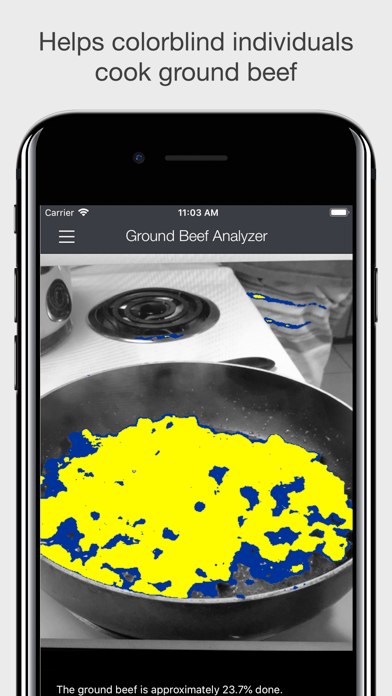 Helps colorblind individuals
cook ground beef
Carrier 11:03 AM
Ground Beef Analyzer
The ground beef is approximately 23.7% done.